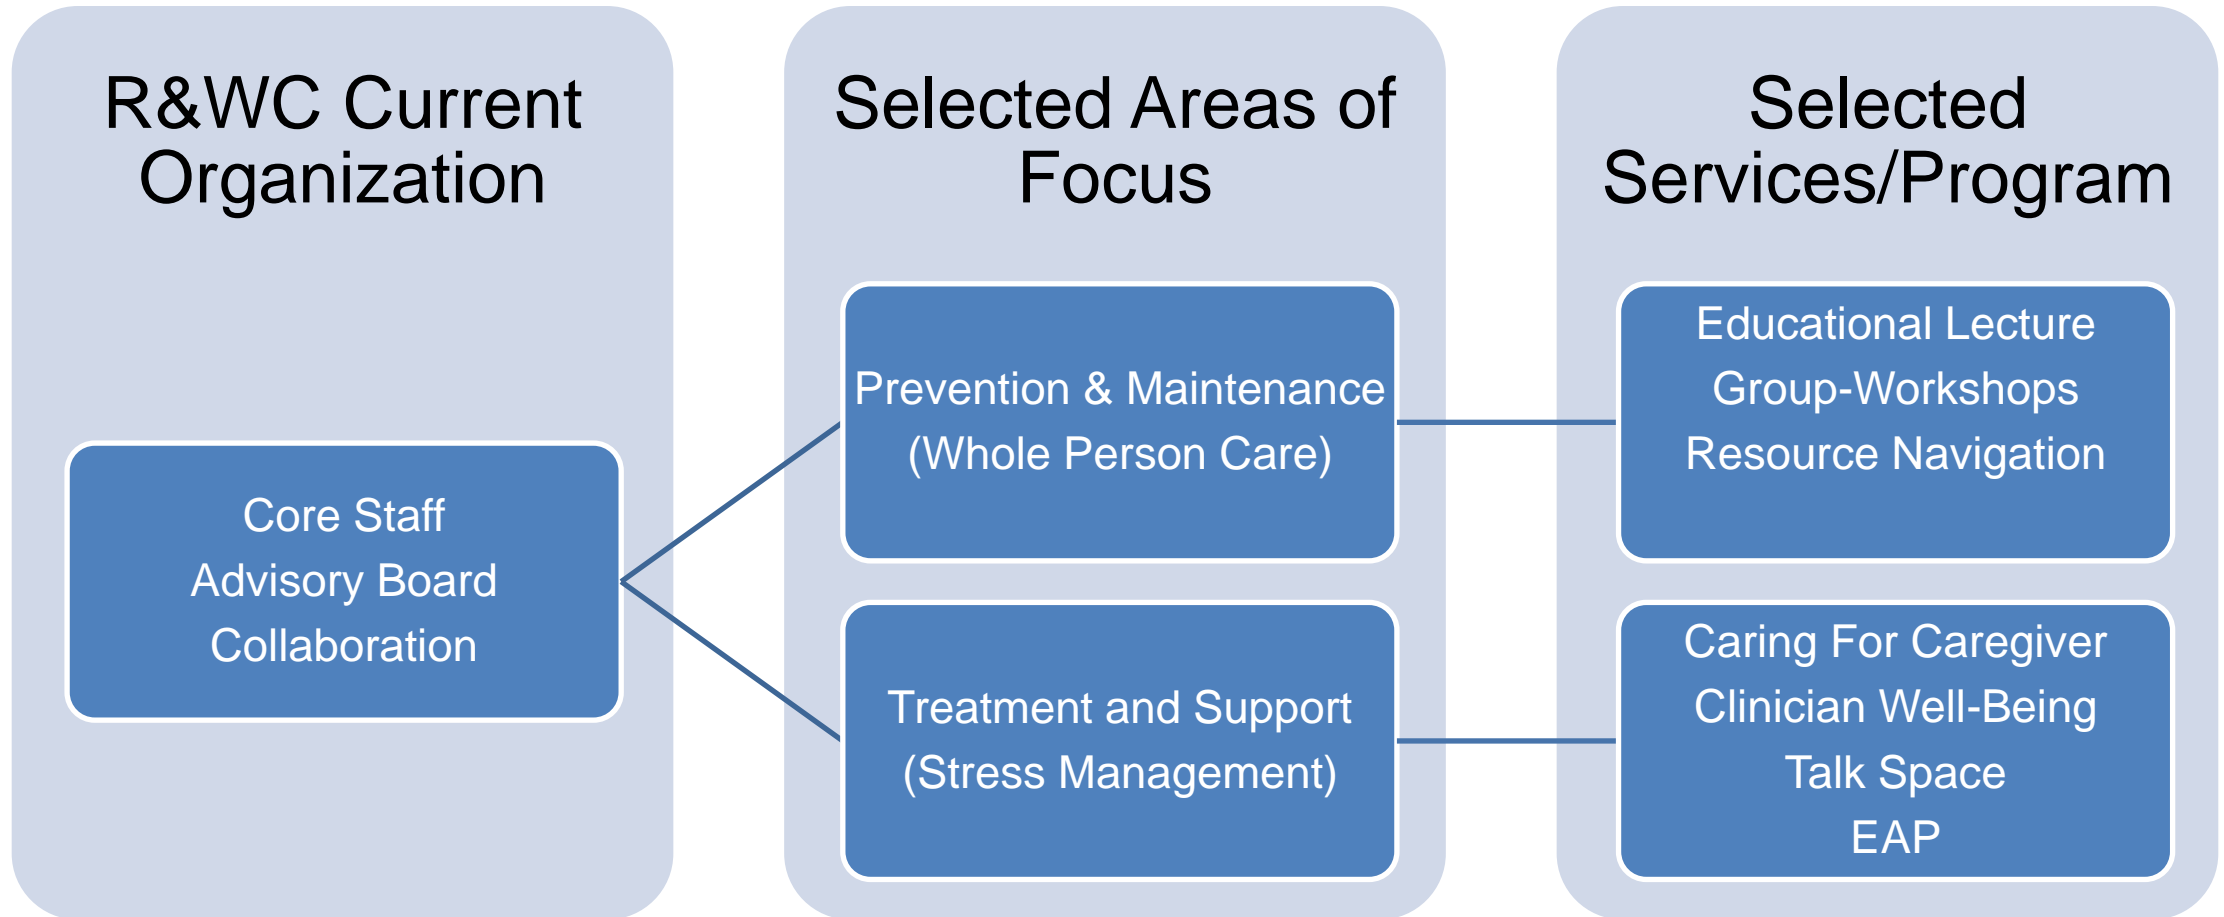 R&WC Current
Organization
Core Staff
Advisory Board
Collaboration
Selected Areas of
Focus
Prevention & Maintenance
(Whole Person Care)
Treatment and Support
(Stress Management)
Selected
Services/Program
Educational Lecture
Group-Workshops
Resource Navigation
Caring For Caregiver
Clinician Well-Being
Talk Space
EAP